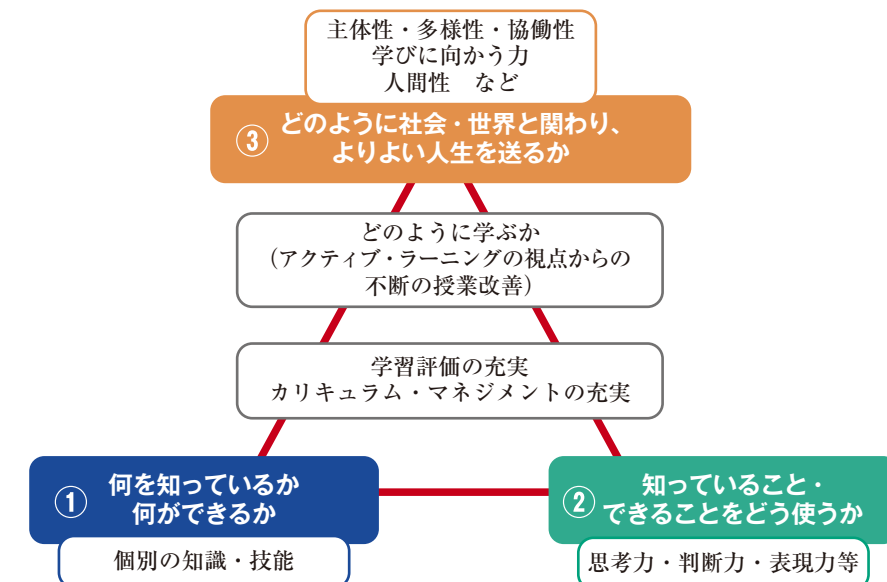 主体性・多様性・協働性
学びに向かう力
人間性　など
③ どのように社会・世界と関わり、
よりよい人生を送るか
どのように学ぶか
（アクティブ・ラーニングの視点からの
不断の授業改善）
学習評価の充実
カリキュラム・マネジメントの充実
① 何を知っているか
何ができるか
個別の知識・技能
② 知っていること・
できることをどう使うか
思考力・判断力・表現力等